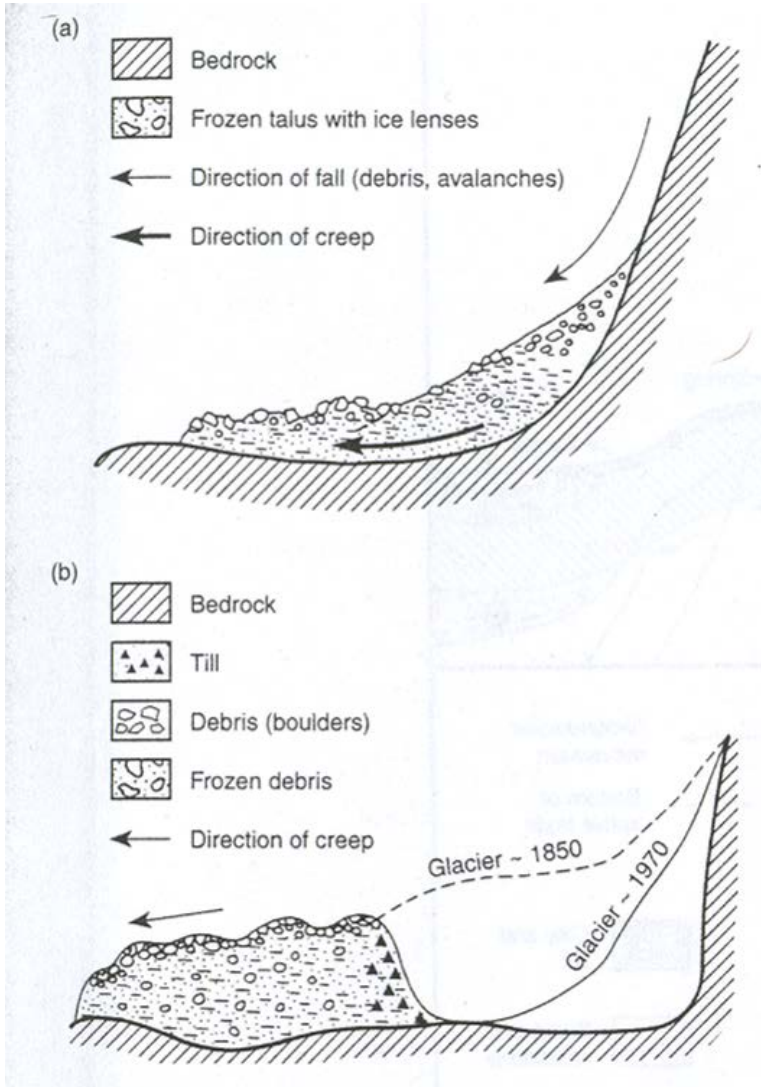 (a)
Bedrock
Frozen talus with ice lenses
Direction of fall (debris, avalanches)
Direction of creep
(b)
Bedrock
Till
Debris (boulders)
Frozen debris
Direction of creep
Glacier ~ 1850
Glacier ~ 1970